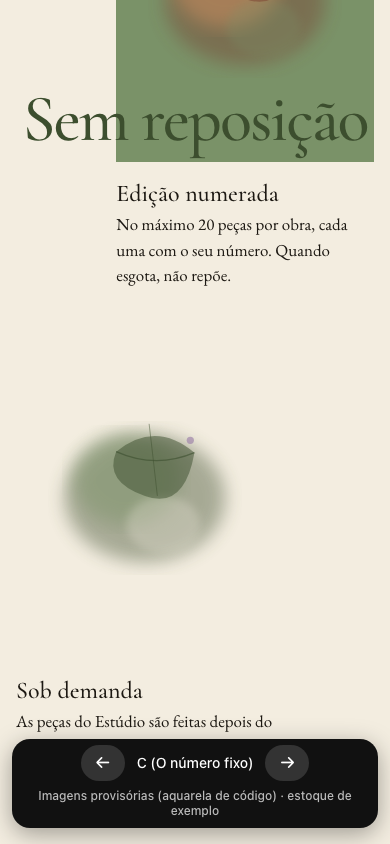 Sem reposição
Edição numerada
No máximo 20 peças por obra, cada
uma com o seu número. Quando
esgota, não repõe.
Sob demanda
As peças do Estúdio são feitas depois do
C (O número fixo)
Imagens provisórias (aquarela de código) · estoque de
exemplo